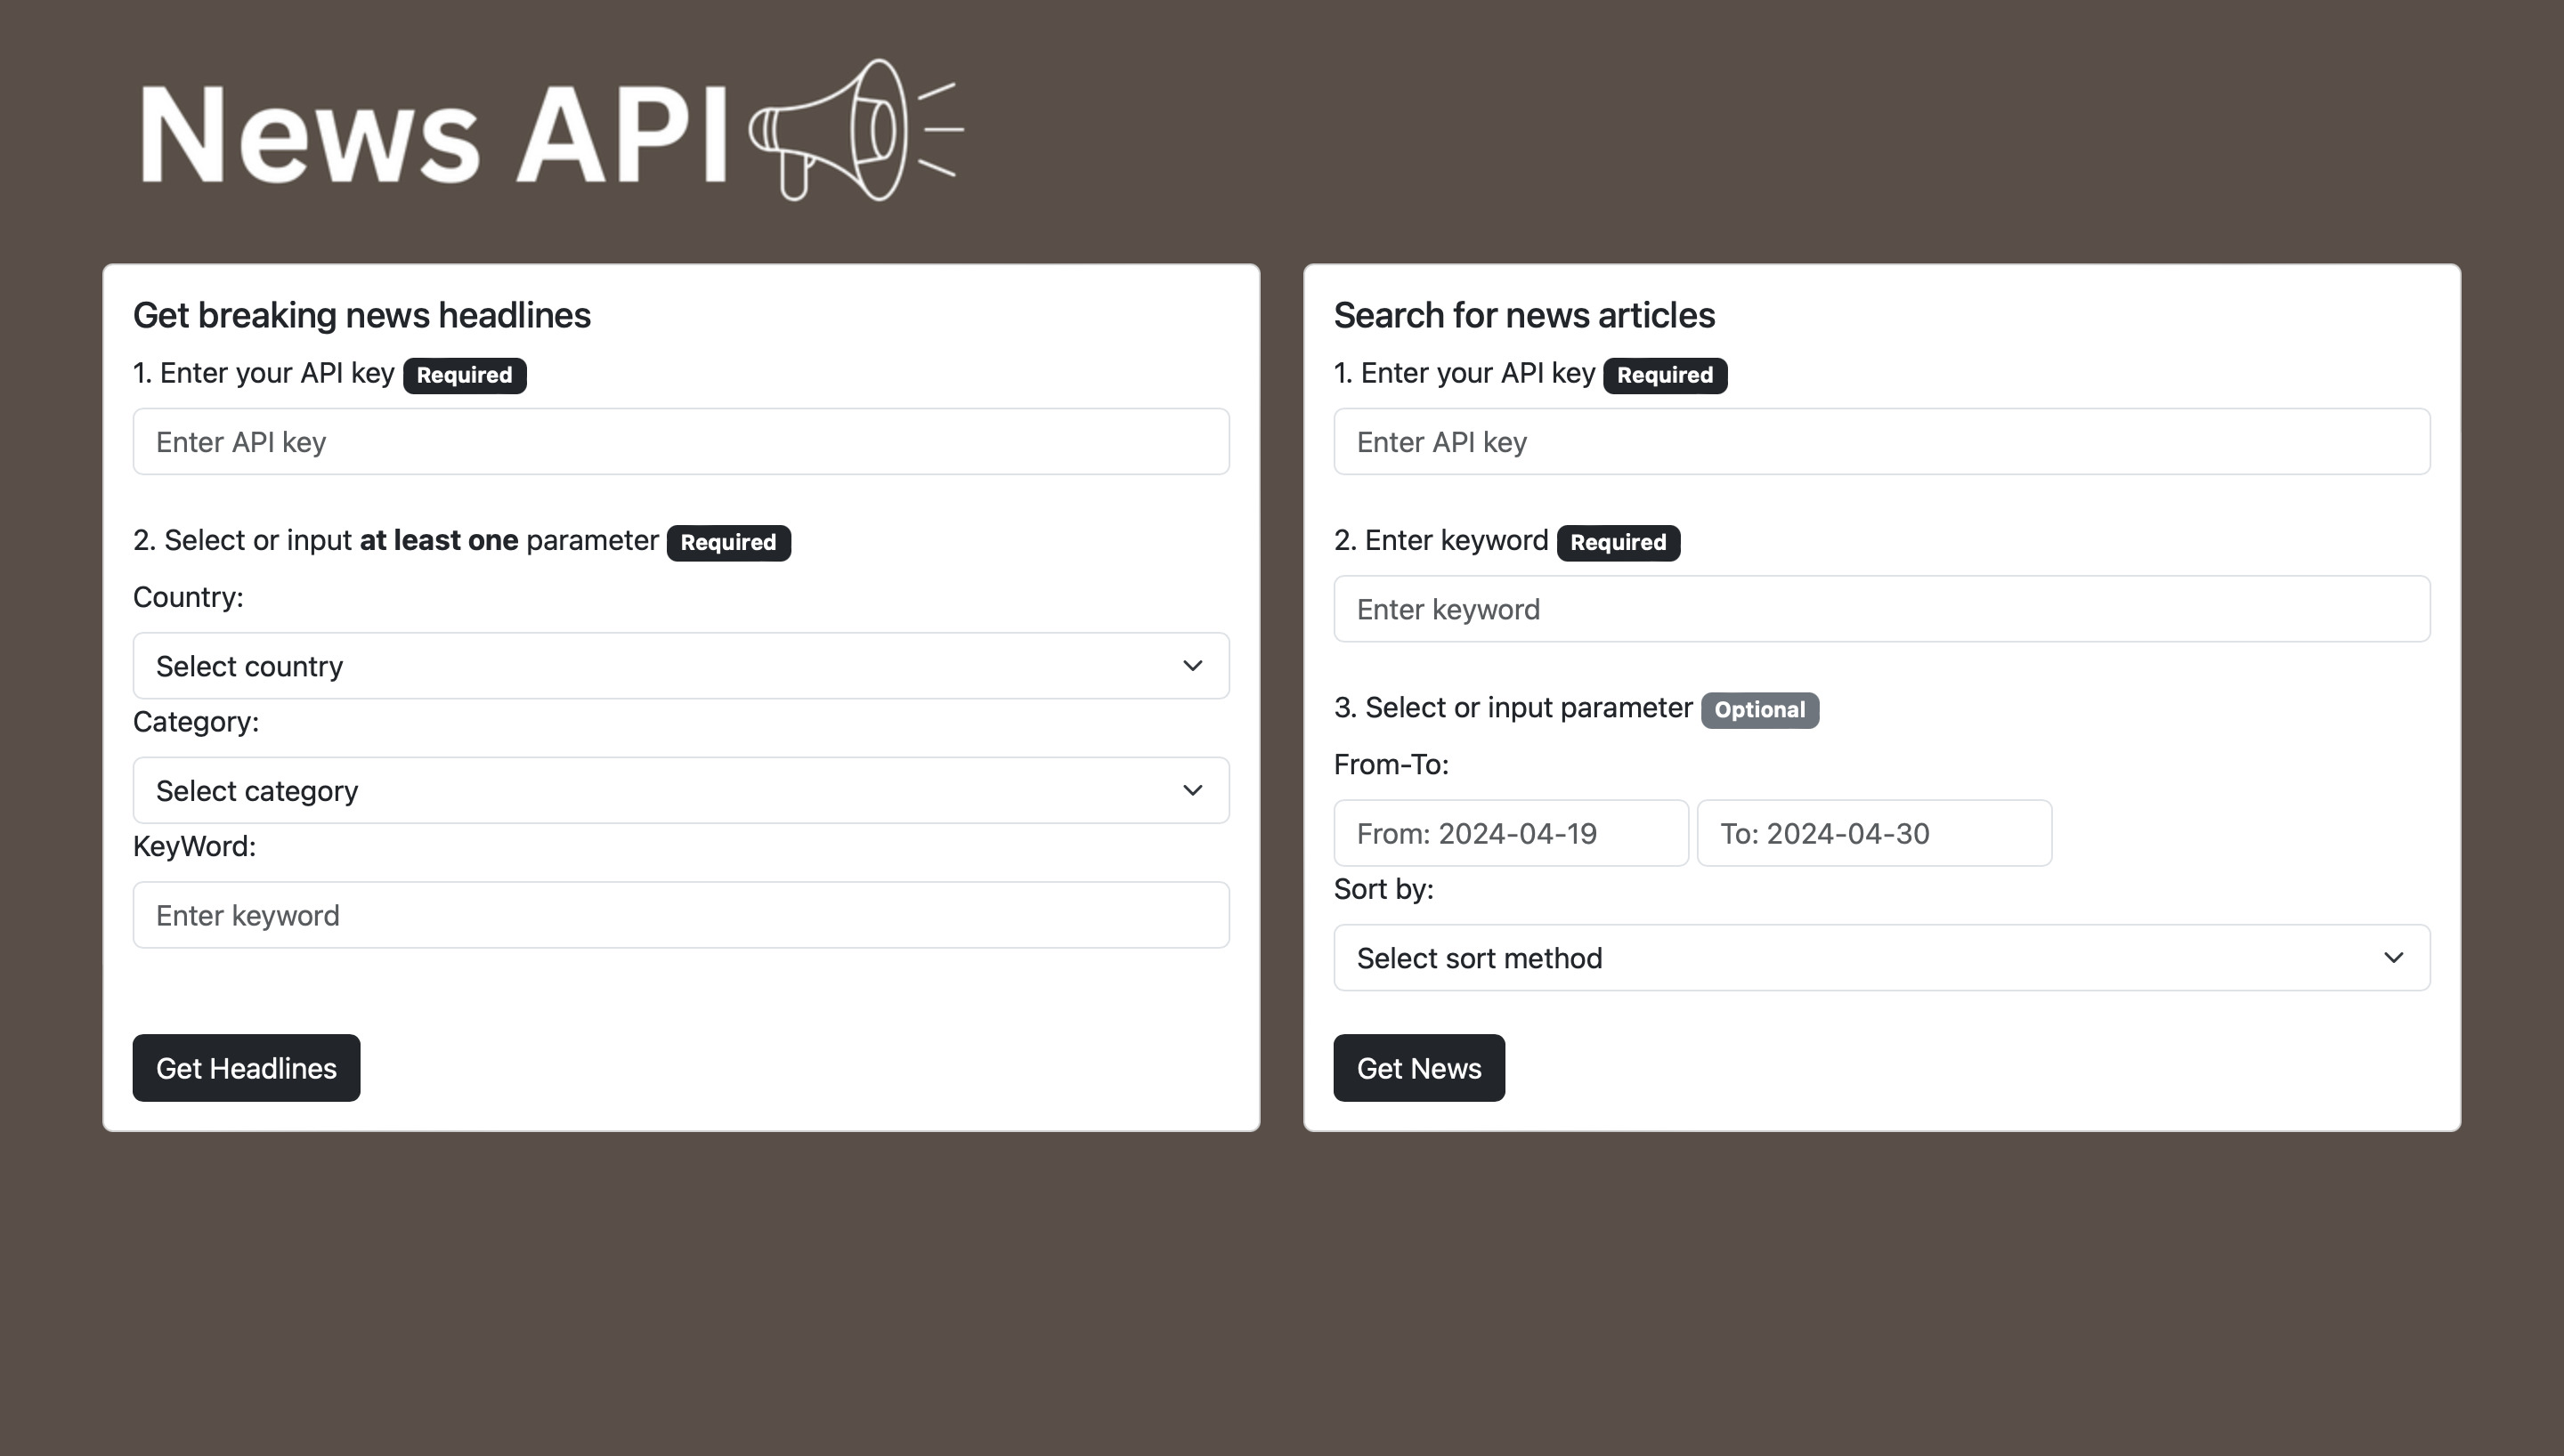 News API
Get breaking news headlines
1. Enter your API key Required
Enter API key
2. Select or input at least one parameter Required
Country:
Select country
Category:
Select category
KeyWord:
Enter keyword
Get Headlines
Search for news articles
1. Enter your API key Required
Enter API key
2. Enter keyword Required
Enter keyword
3. Select or input parameter Optional
From-To:
From: 2024-04-19 To: 2024-04-30
Sort by:
Select sort method
Get News